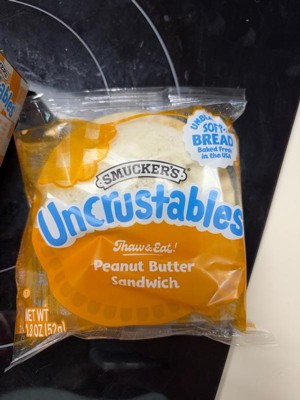 UNBE
SOFT
BREAD
Baked Fresh
in the USA
SMUCKER'S
Uncrustables
Thaw & Eat!
Peanut Butter
Sandwich
NET WT
1.8 OZ (52g)